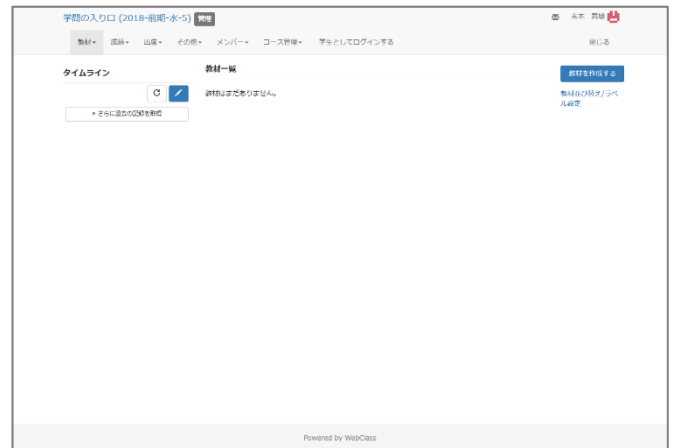 学問の入り口 (2018-前期-水-5) 管理
教材 成績 出席 その他 メンバー コース管理 学生としてログインする 閉じる
タイムライン
» さらに過去の記録を取得
教材一覧
教材はまだありません。
教材を作成する
教材並び替え/ラベ
ル設定
Powered by WebClass